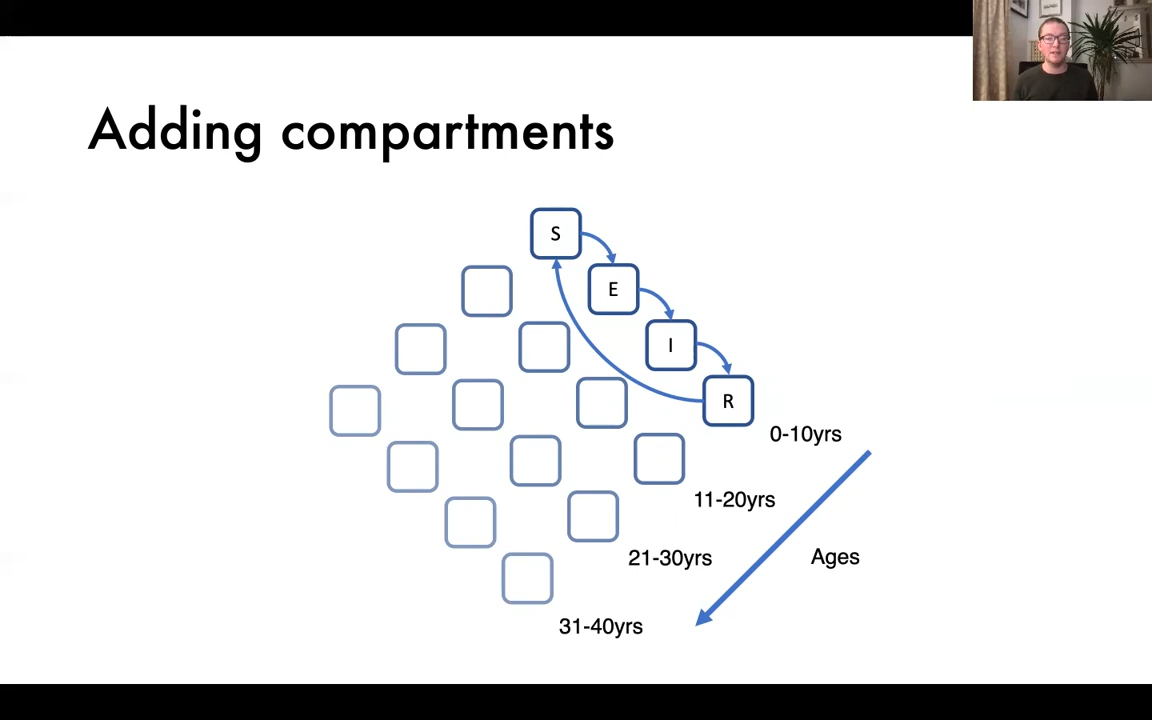 Adding compartments
S
E
I
R
0-10yrs
11-20yrs
21-30yrs
Ages
31-40yrs